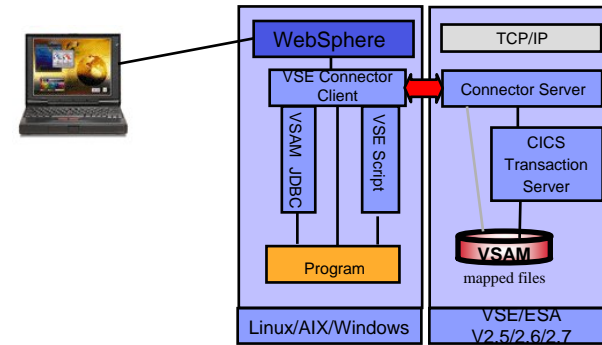 WebSphere
VSE Connector
Client
VSAM JDBC
VSE Script
Program
Linux/AIX/Windows
TCP/IP
Connector Server
CICS
Transaction
Server
VSAM
mapped files
VSE/ESA
V2.5/2.6/2.7